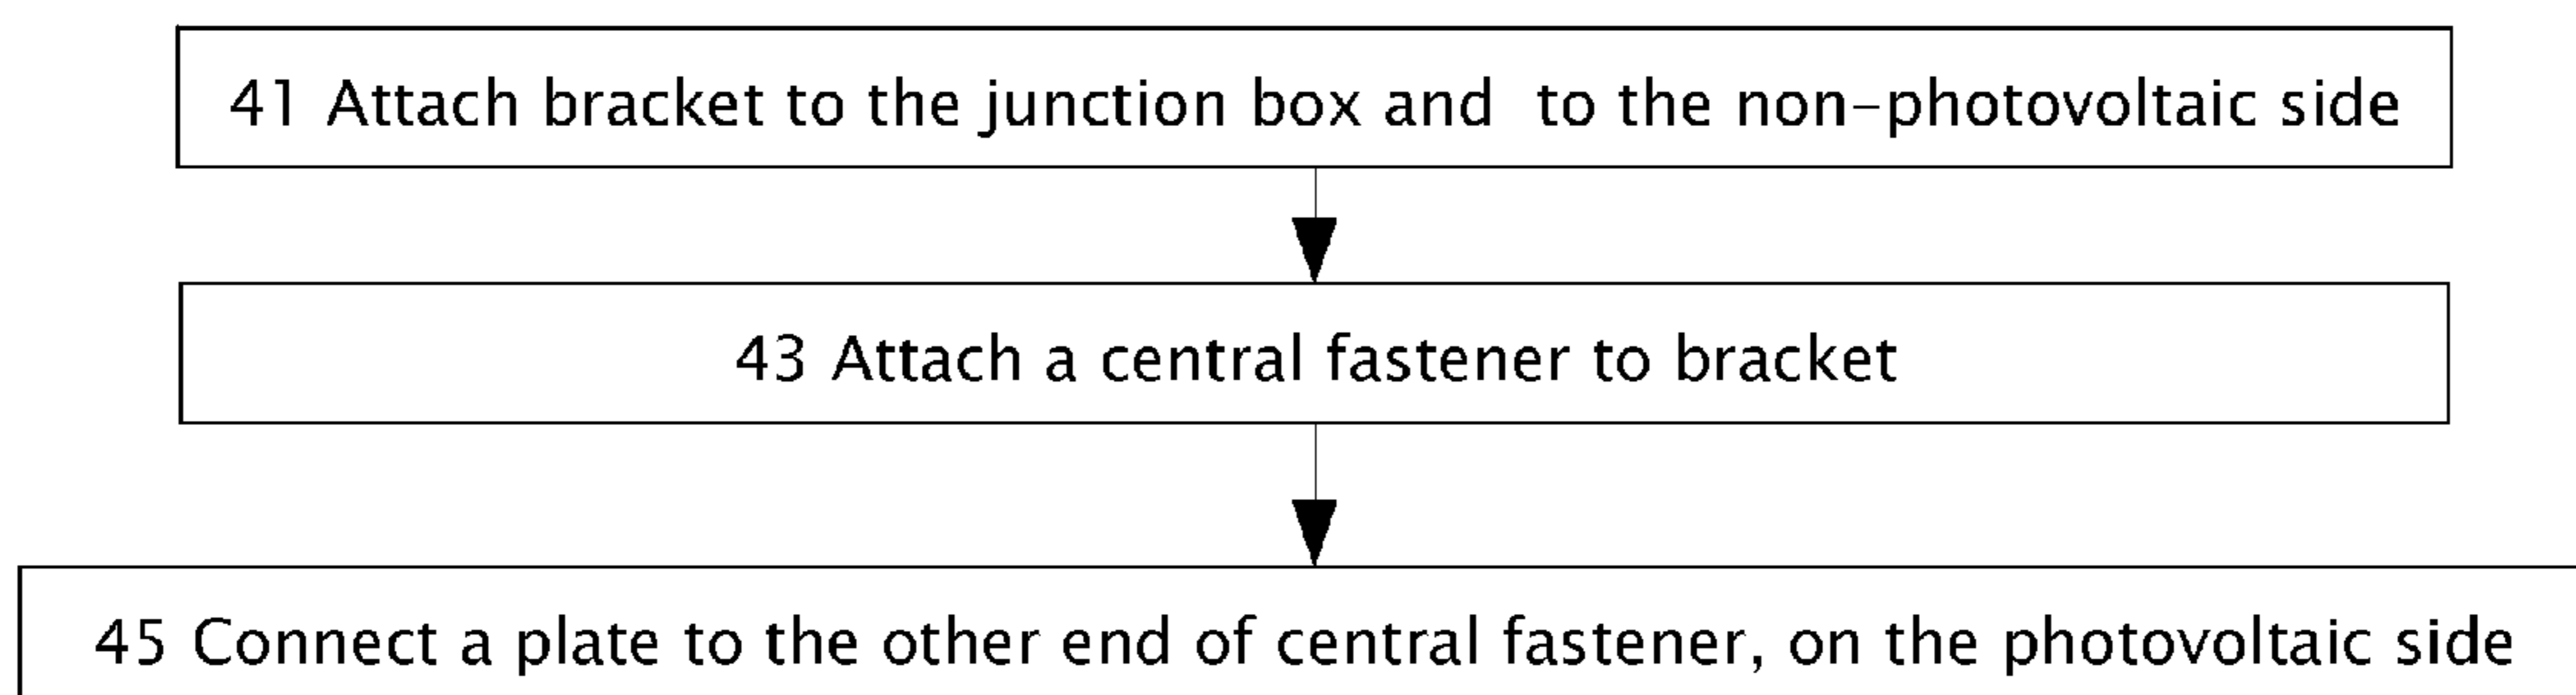 41 Attach bracket to the junction box and  to the non-photovoltaic side
43 Attach a central fastener to bracket
45 Connect a plate to the other end of central fastener, on the photovoltaic side